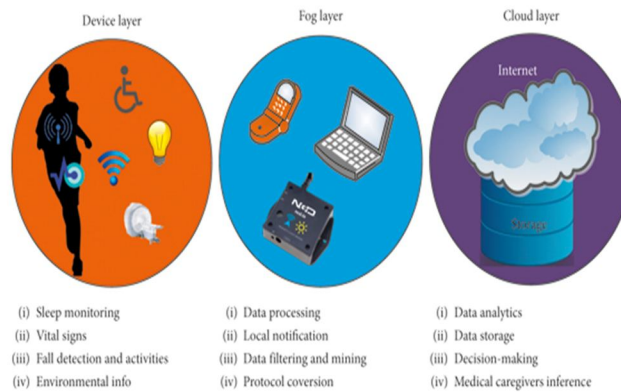 Device layer
Fog layer
Cloud layer
Internet
(i) Sleep monitoring
(ii) Vital signs
(iii) Fall detection and activities
(iv) Environmental info
(i) Data processing
(ii) Local notification
(iii) Data filtering and mining
(iv) Protocol coversion
(i) Data analytics
(ii) Data storage
(iii) Decision-making
(iv) Medical caregivers inference